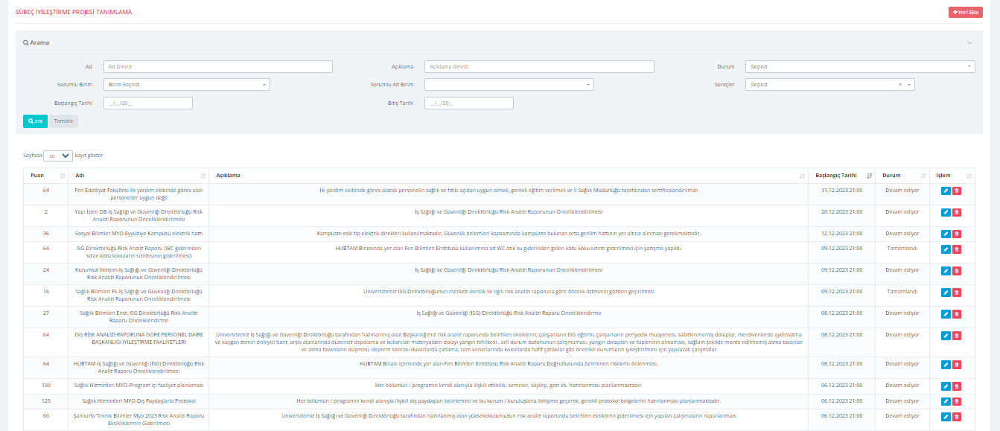 SÜREÇ İYİLEŞTİRME PROJESİ TANIMLAMA
Yeni Ekle
Arama
Ad
Ad Giriniz
Açıklama
Açıklama Giriniz
Durum
Seçiniz
Sorumlu Birim
Birim Seçiniz
Sorumlu Alt Birim
Süreçler
Seçiniz
Başlangıç Tarihi
__/__/20__
Bitiş Tarihi
__/__/20__
ara
Temizle
Sayfada 50 kayıt göster
Puan Adı Açıklama Başlangıç Tarihi Durum İşlem
64 Fen Edebiyat Fakültesi-İlk yardım ekibinde görev alan İlk yardım ekibinde görev alacak personelin sağlık ve fiziki açıdan uygun olmalı, gerekli eğitim verilmeli ve İl Sağlık Müdürlüğü tarafdından sertifikalandırılmalı 31.12.2023 21:00 Devam ediyor
personeller uygun değil
2 Yapı İşleri DB-İş Sağlığı ve Güvenliği Direktörlüğü Risk İş Sağlığı ve Güvenliği Direktörlüğü Risk Analizi Raporunun Önceliklendirilmesi 20.12.2023 21:00 Devam ediyor
Analizi Raporunun Önceliklendirilmesi
36 Sosyal Bilimler MYO-Eyyübiye Kampüsü elektrik hattı Kampüste eski tip elektrik direkleri kullanılmaktadır. Güvenlik önlemleri kapsamında kampüste bulunan orta gerilim hattının yer altına alınması gerekmektedir. 12.12.2023 21:00 Devam ediyor
64 İSG Direktörlüğü Risk Analiz Raporu (WC giderinden HUBTAM Binasında yer alan Fen Bilimleri Enstitüsü kullanımına ait WC atık su giderinden gelen kötü koku sızıntı giderilmesi için yazışma yapıldı. 09.12.2023 21:00 Tamamlandı
sızan kötü kokuların sızıntısının giderilmesi)
24 Kurumsal İletişim-İş Sağlığı ve Güvenliği Direktörlüğü İş Sağlığı ve Güvenliği Direktörlüğü Risk Analizi Raporunun Önceliklendirilmesi 09.12.2023 21:00 Devam ediyor
Risk Analizi Raporunun Önceliklendirilmesi
16 Sağlık Bilimleri Fk-İş Sağlığı ve Güvenliği Direktörlüğü Üniversitemiz İSG Direktörlüğünün merkezi derslik ile ilgili risk analizi raporuna göre öncelik listesinin gözden geçirilmesi 09.12.2023 21:00 Tamamlandı
Risk Analizi Raporunun Önceliklendirilmesi
27 Sağlık Bilimleri Enst. İSG Direktörlüğü Risk Analizi İş Sağlığı ve Güvenliği (İSG) Direktörlüğü Risk Analizi Raporu Önceliklendirme 08.12.2023 21:00 Devam ediyor
Raporu Önceliklendirme
64 İSG RİSK ANALİZİ RAPORUNA GÖRE PERSONEL DAİRE Üniversitemiz İş Sağlığı ve Güvenliği Direktörlüğü tarafından hazırlanmış olan Başkanlığımız risk analiz raporunda belirtilen eksiklerin; çalışanların İSG eğitimi, çalışanların periyodik muayenesi, sabitlenmemiş dolaplar, merdivenlerde aydınlatma 08.12.2023 21:00 Devam ediyor
BAŞKANLIĞI İYİLEŞTİRME FAALİYETLERİ ve kaygan zemin önleyici bant, arşiv alanlarında düzensiz depolama ve kullanılan materyalden dolayı yangın tehlikesi , acil durum butonunun çalışmaması, yangın dolapları ve tüplerinin olmaması, sağlam şekilde monte edilmemiş asma tavanlar
ve asma tavanların düşmesi, deprem sonrası duvarlarda çatlama, cam kenarlarında kolonlarda hafif çatlaklar gibi öncelikli durumların iyileştirilmesi için yapılacak çalışmalar
64 HUBTAM-İş Sağlığı ve Güvenliği (İSG) Direktörlüğü Risk HUBTAM Binası içerisinde yer alan Fen Bilimleri Enstitüsü Risk Analizi Raporu Doğrultusunda belirlenen risklerin önlenmesi. 08.12.2023 21:00 Devam ediyor
Analizi Raporu Önceliklendirilmesi
100 Sağlık Hizmetleri MYO-Program içi faaliyet planlaması Her bölümün / programın kendi alanıyla ilişkili etkinlik, seminer, söyleşi, gezi vb. hazırlanması planlanmaktadır. 06.12.2023 21:00 Devam ediyor
125 Sağlık Hizmetleri MYO-Dış Paydaşlarla Protokol Her bölümün / programın kendi alanıyla ilişkili dış paydaşları belirlemesi ve bu kurum / kuruluşlarla iletişime geçerek, gerekli protokol belgelerini hazırlanması planlanmaktadır. 06.12.2023 21:00 Devam ediyor
60 Şanlıurfa Teknik Bilimler Myo 2023 Risk Analizi Raporu Üniversitemiz İş Sağlığı ve Güvenliği Direktörlüğü tarafından hazırlanmış olan yüksekokulumuzun risk analiz raporunda belirtilen eksiklerin giderilmesi için yapılan çalışmaların raporlanması 06.12.2023 21:00 Devam ediyor
Eksikliklerinin Giderilmesi